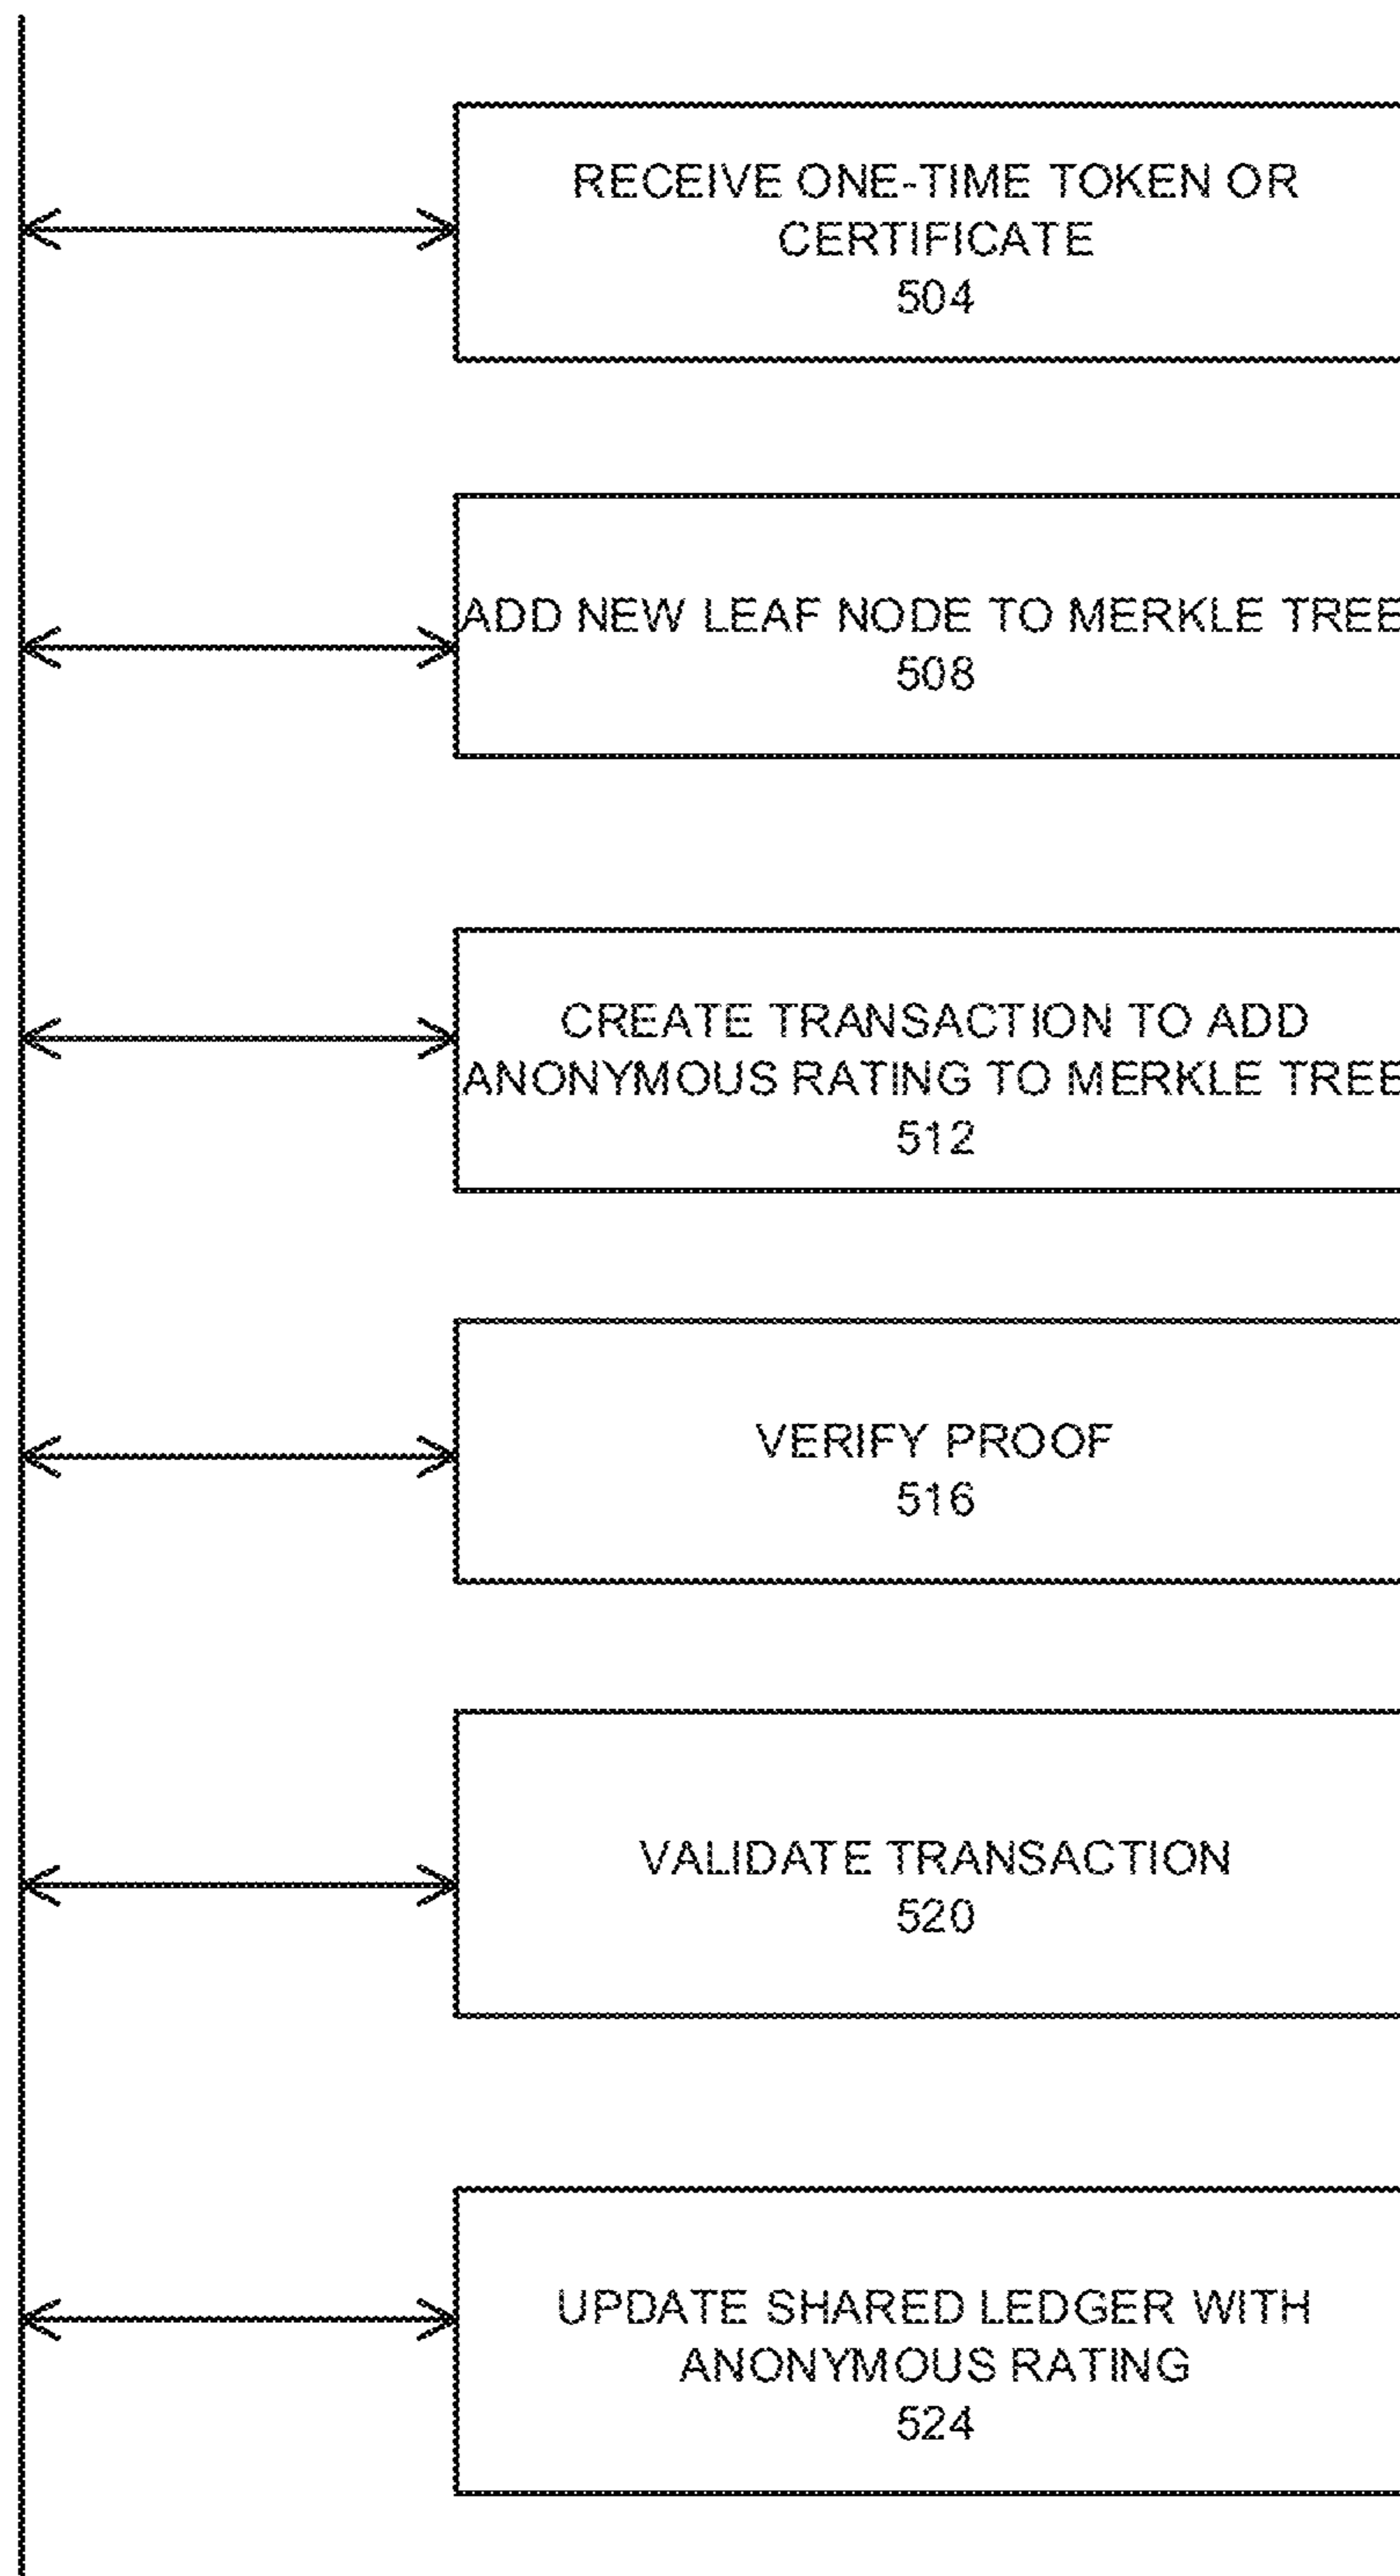 RECEIVE ONE-TIME TOKEN OR
CERTIFICATE
504
ADD NEW LEAF NODE TO MERKLE TREE
508
CREATE TRANSACTION TO ADD
ANONYMOUS RATING TO MERKLE TREE
512
VERIFY PROOF
516
VALIDATE TRANSACTION
520
UPDATE SHARED LEDGER WITH
ANONYMOUS RATING
524